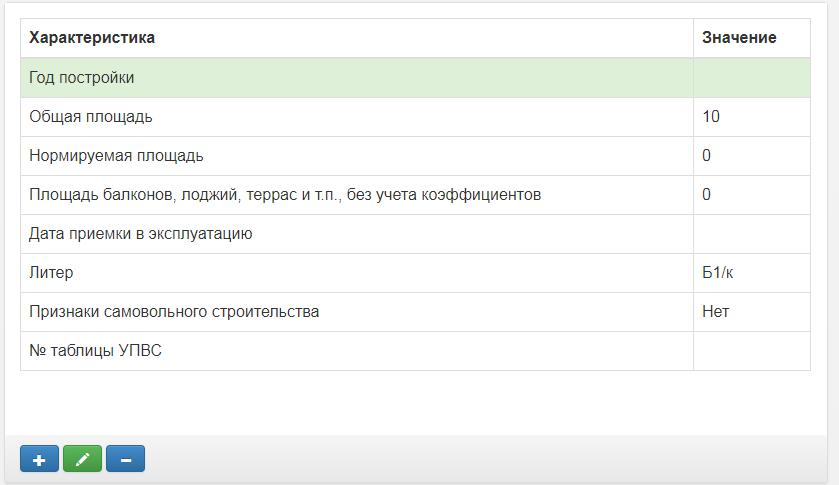 Характеристика Значение
Год постройки
Общая площадь 10
Нормируемая площадь 0
Площадь балконов, лоджий, террас и т.п., без учета коэффициентов 0
Дата приемки в эксплуатацию
Литер Б1/к
Признаки самовольного строительства Нет
№ таблицы УПВС